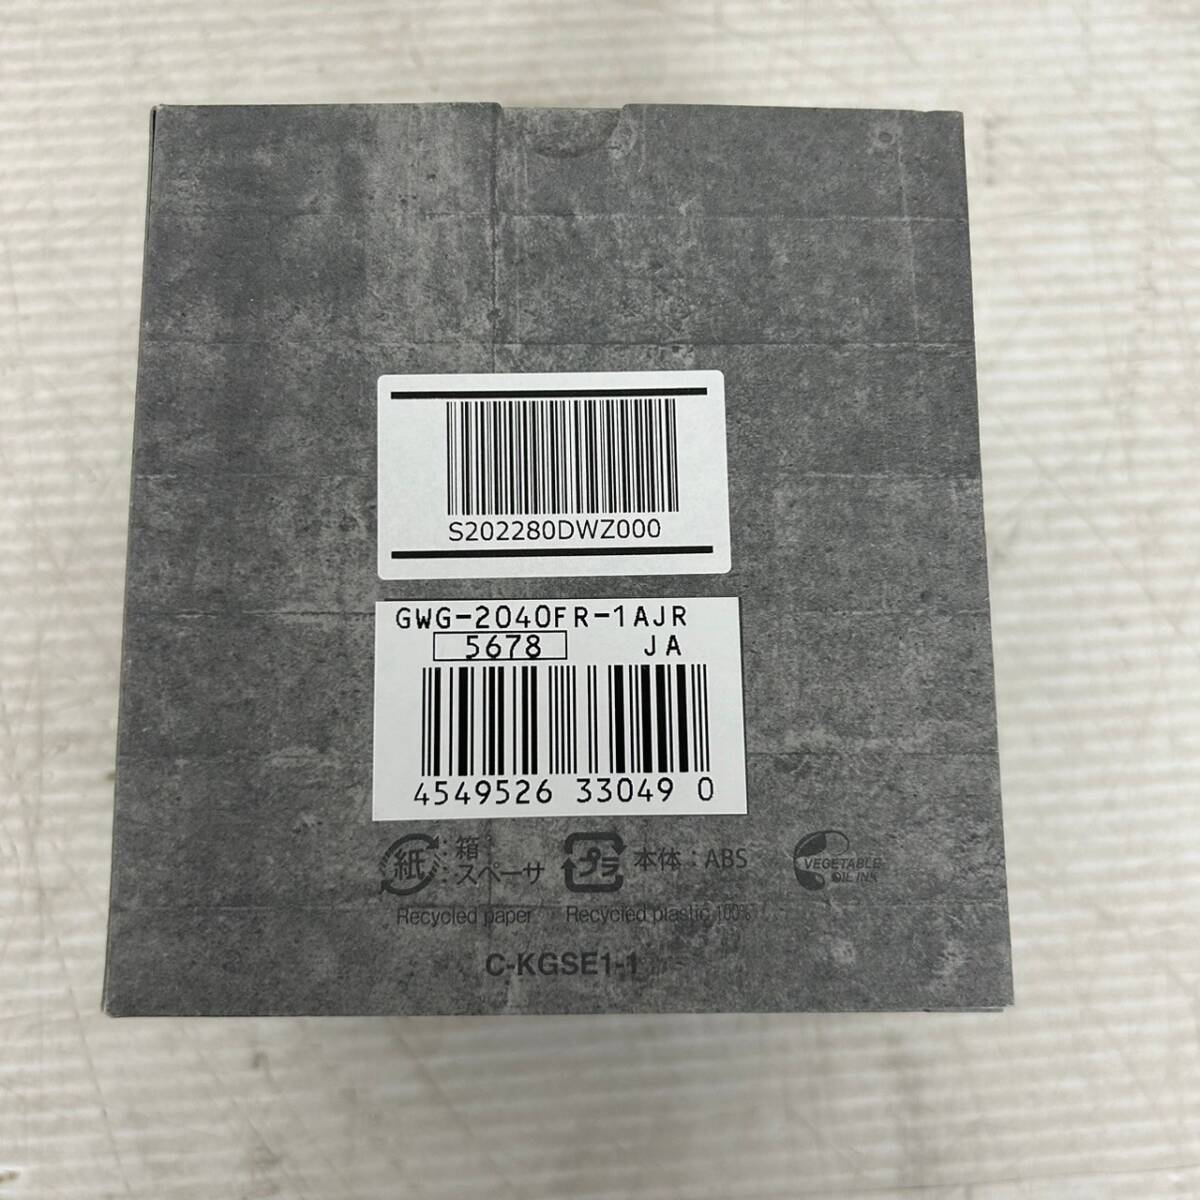 S202280DWZ000
GWG-2040FR-1AJR
5678 JA
4549526 33049 0
紙 : 箱
: スペーサ
プラ 本体 : ABS
VEGETABLE
OIL INK
Recycled paper Recycled plastic 100%
C-KGSE1-1